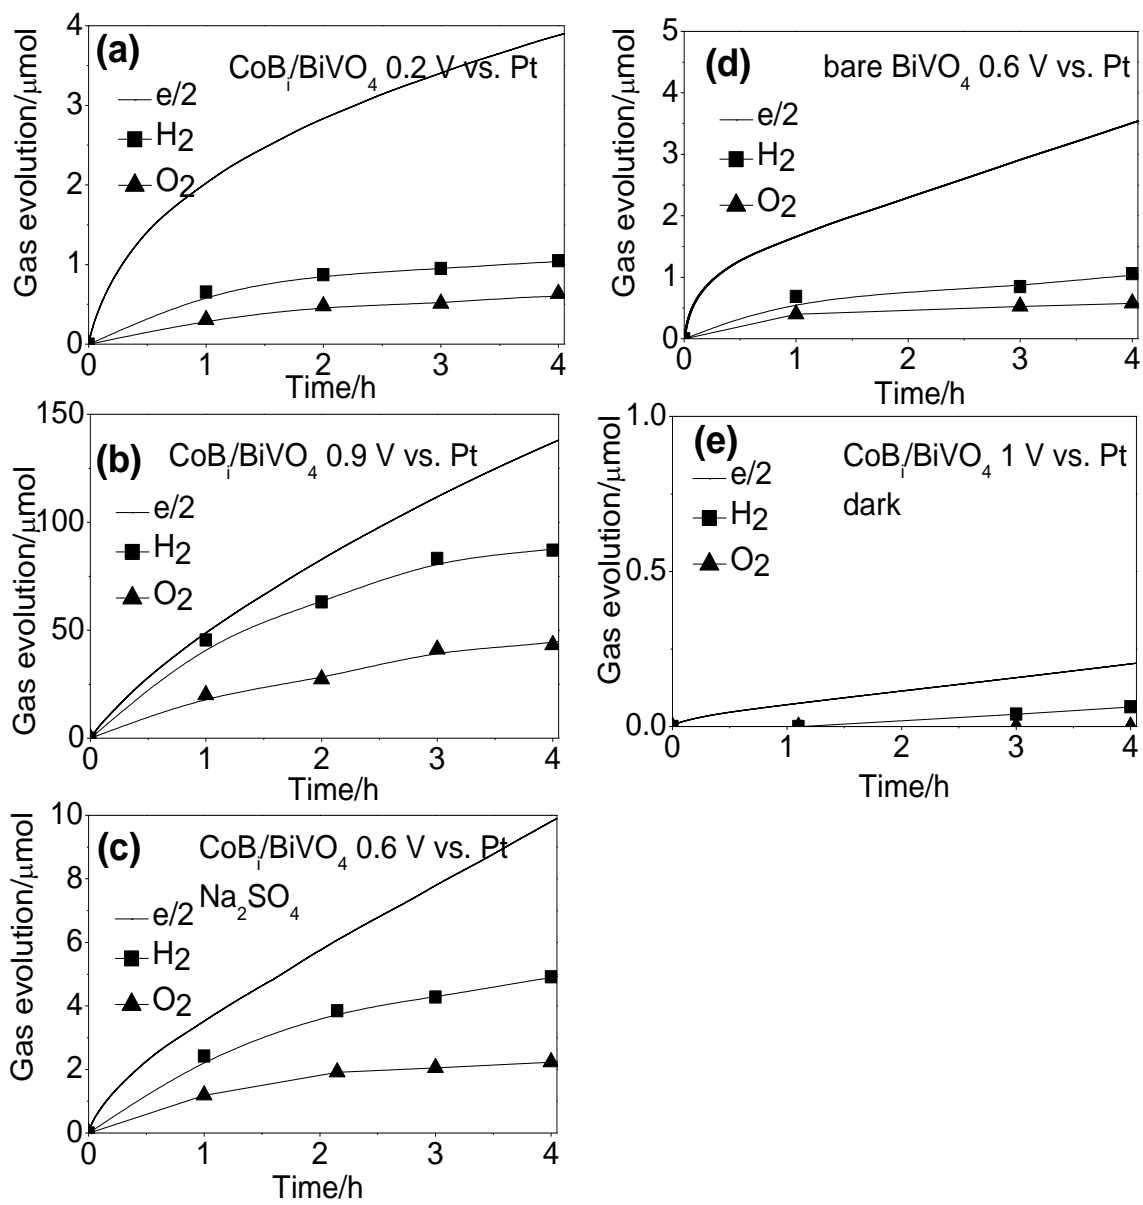 (a)
CoBi/BiVO4 0.2 V vs. Pt
e/2
H2
O2
Gas evolution/μmol
4
3
2
1
0
0 1 2 3 4
Time/h
(d)
bare BiVO4 0.6 V vs. Pt
e/2
H2
O2
Gas evolution/μmol
5
4
3
2
1
0
0 1 2 3 4
Time/h
(b)
CoBi/BiVO4 0.9 V vs. Pt
e/2
H2
O2
Gas evolution/μmol
150
100
50
0
0 1 2 3 4
Time/h
(e)
CoBi/BiVO4 1 V vs. Pt
dark
e/2
H2
O2
Gas evolution/μmol
1.0
0.5
0.0
0 1 2 3 4
Time/h
(c)
CoBi/BiVO4 0.6 V vs. Pt
Na2SO4
e/2
H2
O2
Gas evolution/μmol
10
8
6
4
2
0
0 1 2 3 4
Time/h